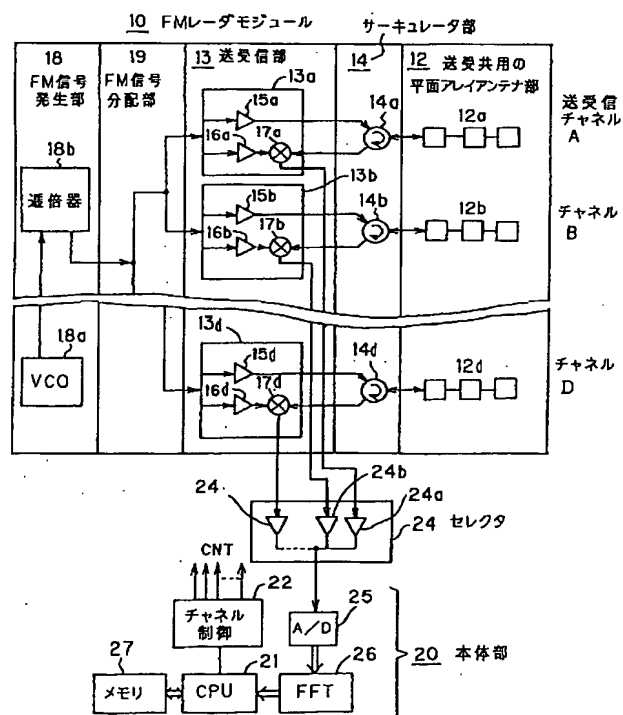 10 FMレーダモジュール
サーキュレータ部
18
FM信号
発生部
19
FM信号
分配部
13 送受信部
14
12 送受共用の
平面アレイアンテナ部
13a
送受信
チャネル
A
15a
14a
12a
16a
17a
18b
逓倍器
13b
15b
14b
12b
チャネル
B
16b
17b
13d
18a
VCO
15d
14d
12d
チャネル
D
16d
17d
24
24b
24a
24 セレクタ
CNT
22
チャネル
制御
25
A/D
27
メモリ
21
CPU
26
FFT
20 本体部